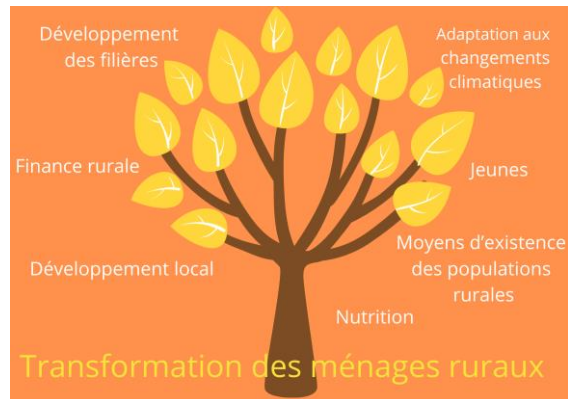 Développement
des filières
Adaptation aux
changements
climatiques
Finance rurale
Jeunes
Développement local
Moyens d'existence
des populations
rurales
Nutrition
Transformation des ménages ruraux